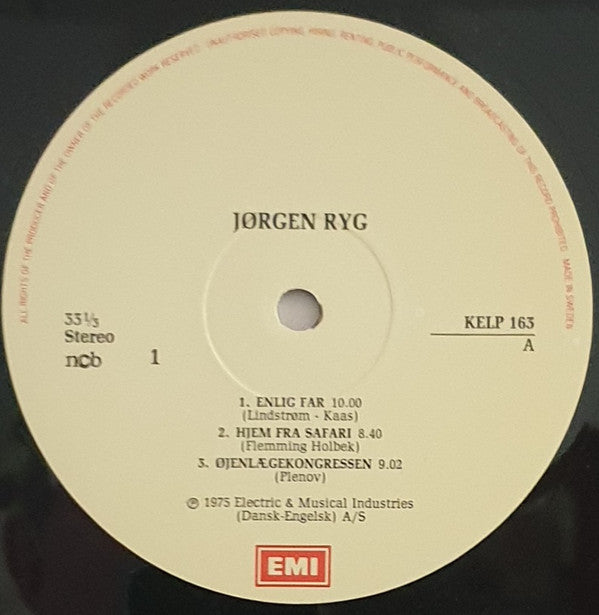 ALL RIGHTS OF THE PRODUCER AND OF THE OWNER OF THE RECORDED WORK RESERVED. UNAUTHORISED COPYING, HIRING, RENTING, PUBLIC PERFORMANCE AND BROADCASTING OF THIS RECORD PROHIBITED. MADE IN SWEDEN
JØRGEN RYG
33⅓
Stereo
ncb 1
KELP 163
A
1. ENLIG FAR 10.00
(Lindstrøm - Kaas)
2. HJEM FRA SAFARI 8.40
(Flemming Holbek)
3. ØJENLÆGEKONGRESSEN 9.02
(Plenov)
℗ 1975 Electric & Musical Industries
(Dansk-Engelsk) A/S
EMI